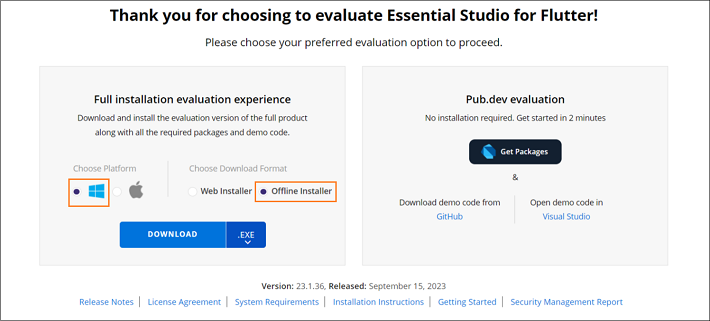 Thank you for choosing to evaluate Essential Studio for Flutter!
Please choose your preferred evaluation option to proceed.
Full installation evaluation experience
Download and install the evaluation version of the full product
along with all the required packages and demo code.
Choose Platform
Choose Download Format
Web Installer
Offline Installer
DOWNLOAD
.EXE
Pub.dev evaluation
No installation required. Get started in 2 minutes
Get Packages
&
Download demo code from
GitHub
Open demo code in
Visual Studio
Version: 23.1.36, Released: September 15, 2023
Release Notes | License Agreement | System Requirements | Installation Instructions | Getting Started | Security Management Report